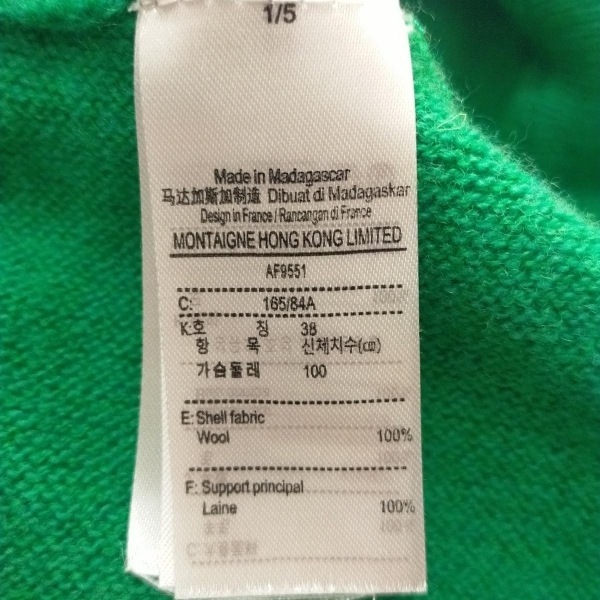 1/5
Made in Madagascar
马达加斯加制造 Dibuat di Madagaskar
Design in France / Rancangan di France
MONTAIGNE HONG KONG LIMITED
AF9551
C: 165/84A
K:호 칭 38
항 목 신체치수(㎝)
가슴둘레 100
E: Shell fabric
Wool 100%
F: Support principal
Laine 100%